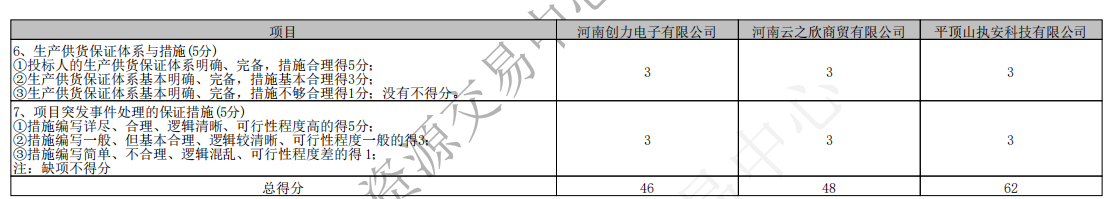 项目 河南创力电子有限公司 河南云之欣商贸有限公司 平顶山执安科技有限公司
6、生产供货保证体系与措施(5分)
①投标人的生产供货保证体系明确、完备，措施合理得5分；
②生产供货保证体系基本明确、完备，措施基本合理得3分；
③生产供货保证体系基本明确、完备，措施不够合理得1分；没有不得分。
3 3 3
7、项目突发事件处理的保证措施(5分)
①措施编写详尽、合理、逻辑清晰、可行性程度高的得5分；
②措施编写一般、但基本合理、逻辑较清晰、可行性程度一般的得3；
③措施编写简单、不合理、逻辑混乱、可行性程度差的得1；
注：缺项不得分
3 3 3
总得分 46 48 62
资源交易中心
易中心